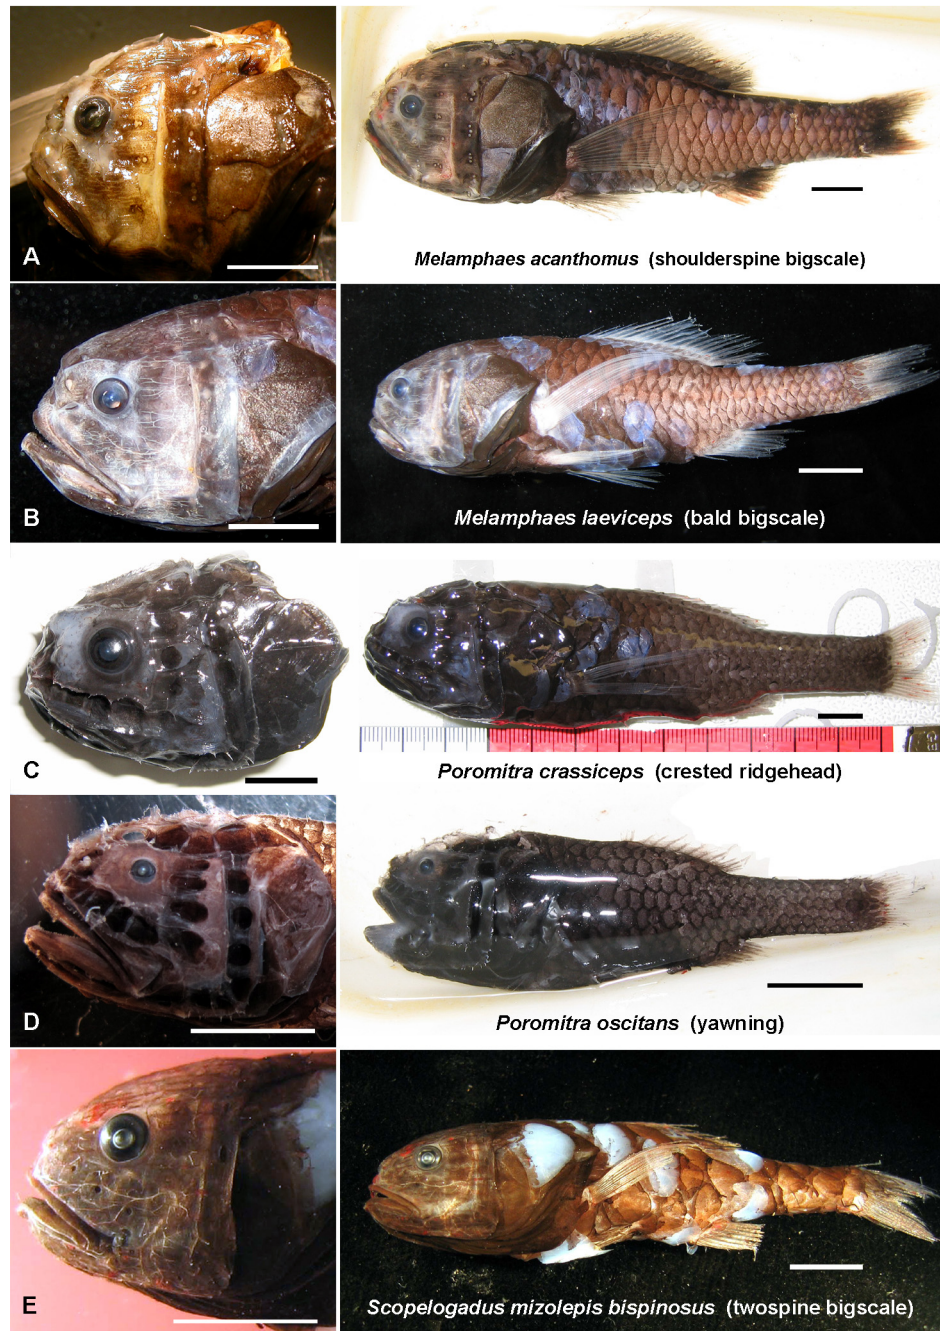 A
Melamphaes acanthomus (shoulderspine bigscale)
B
Melamphaes laeviceps (bald bigscale)
C
Poromitra crassiceps (crested ridgehead)
D
Poromitra oscitans (yawning)
E
Scopelogadus mizolepis bispinosus (twospine bigscale)